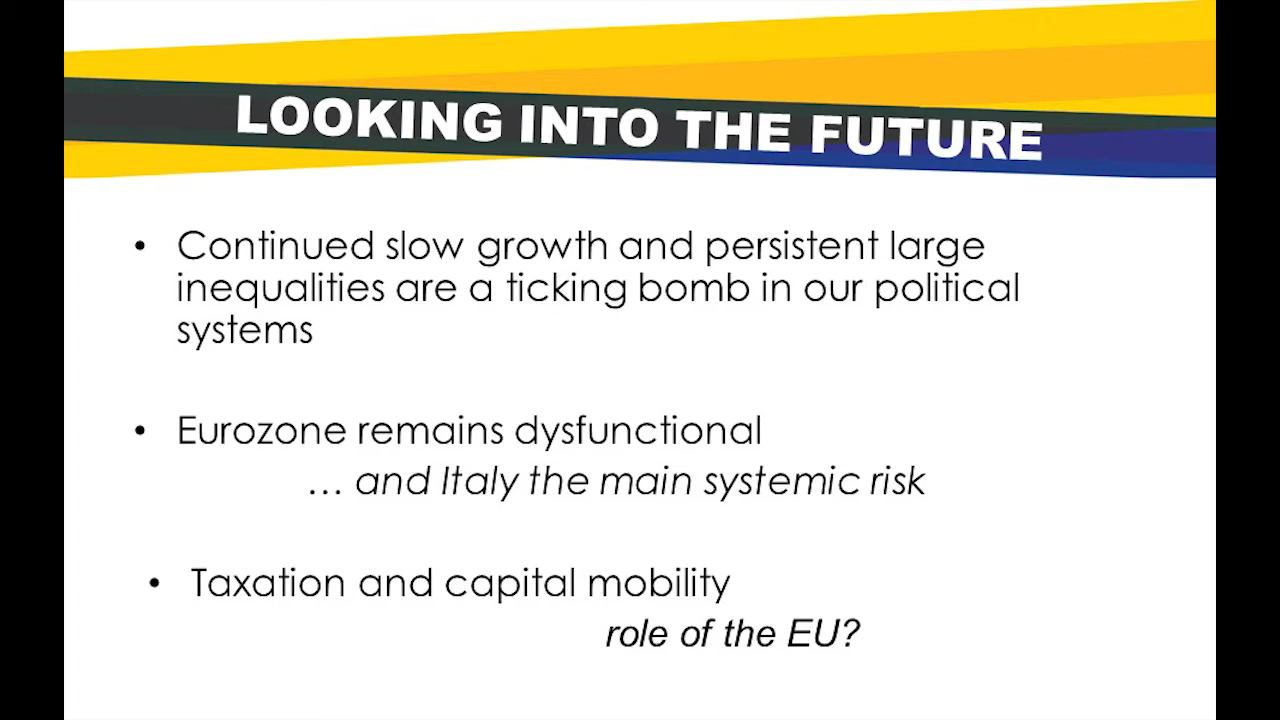 LOOKING INTO THE FUTURE
• Continued slow growth and persistent large
inequalities are a ticking bomb in our political
systems
• Eurozone remains dysfunctional
… and Italy the main systemic risk
• Taxation and capital mobility
role of the EU?